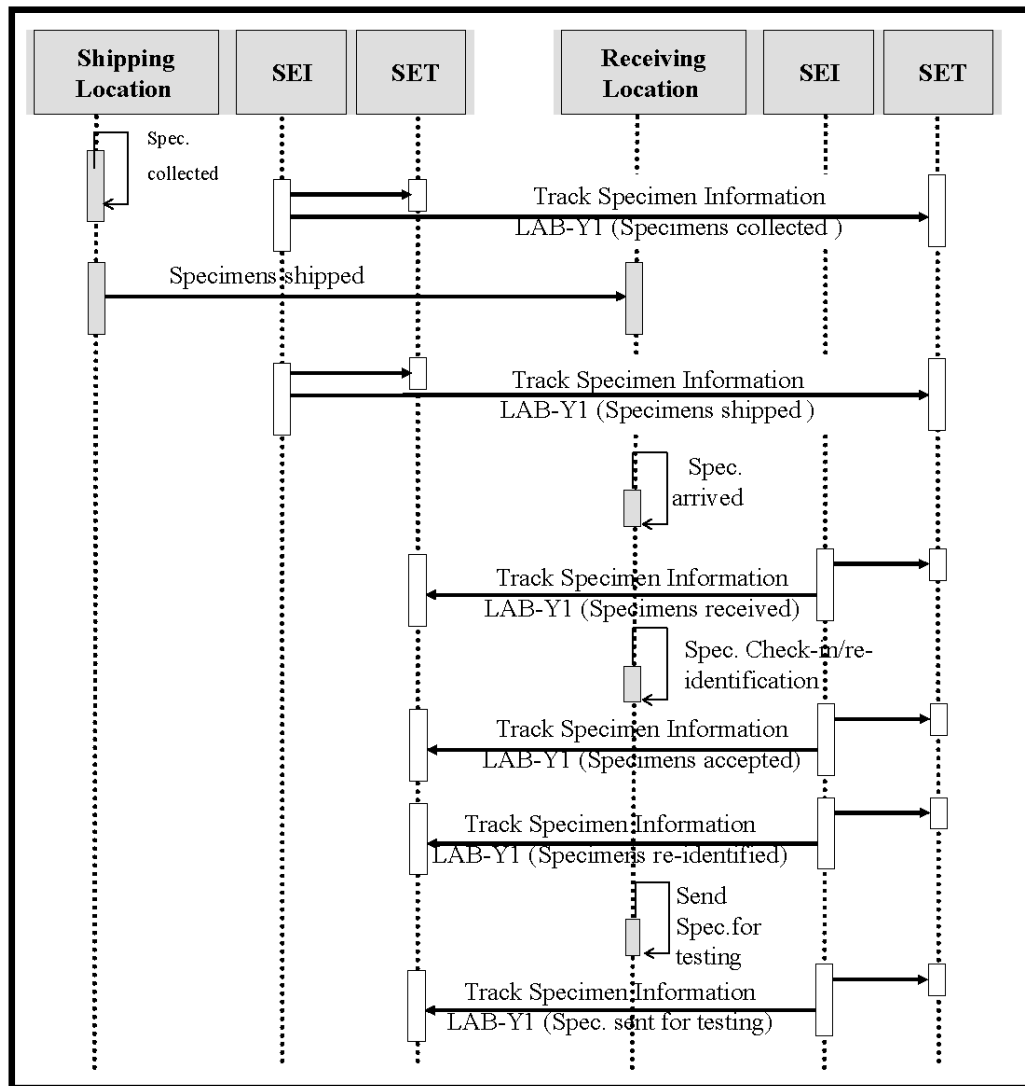 Shipping
Location
SEI
SET
Receiving
Location
SEI
SET
Spec.
collected
Track Specimen Information
LAB-Y1 (Specimens collected )
Specimens shipped
Track Specimen Information
LAB-Y1 (Specimens shipped )
Spec.
arrived
Track Specimen Information
LAB-Y1 (Specimens received)
Spec. Check-in/re-
identification
Track Specimen Information
LAB-Y1 (Specimens accepted)
Track Specimen Information
LAB-Y1 (Specimens re-identified)
Send
Spec.for
testing
Track Specimen Information
LAB-Y1 (Spec. sent for testing)